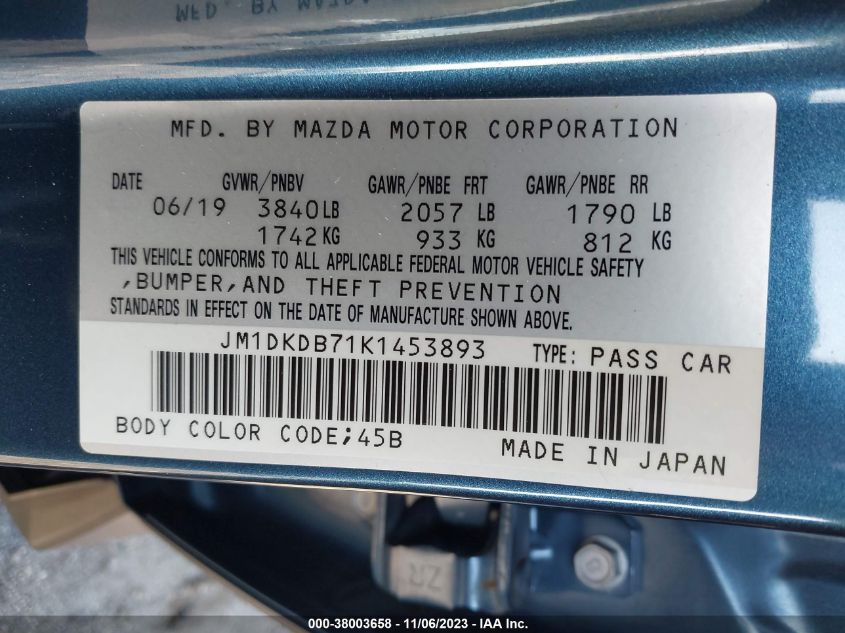 MFD. BY MAZDA MOTOR CORPORATION
DATE GVWR/PNBV GAWR/PNBE FRT GAWR/PNBE RR
06/19 3840LB 2057 LB 1790 LB
1742KG 933 KG 812 KG
THIS VEHICLE CONFORMS TO ALL APPLICABLE FEDERAL MOTOR VEHICLE SAFETY
,BUMPER,AND THEFT PREVENTION
STANDARDS IN EFFECT ON THE DATE OF MANUFACTURE SHOWN ABOVE.
JM1DKDB71K1453893 TYPE: PASS CAR
BODY COLOR CODE;45B MADE IN JAPAN
000-38003658 - 11/06/2023 - IAA Inc.